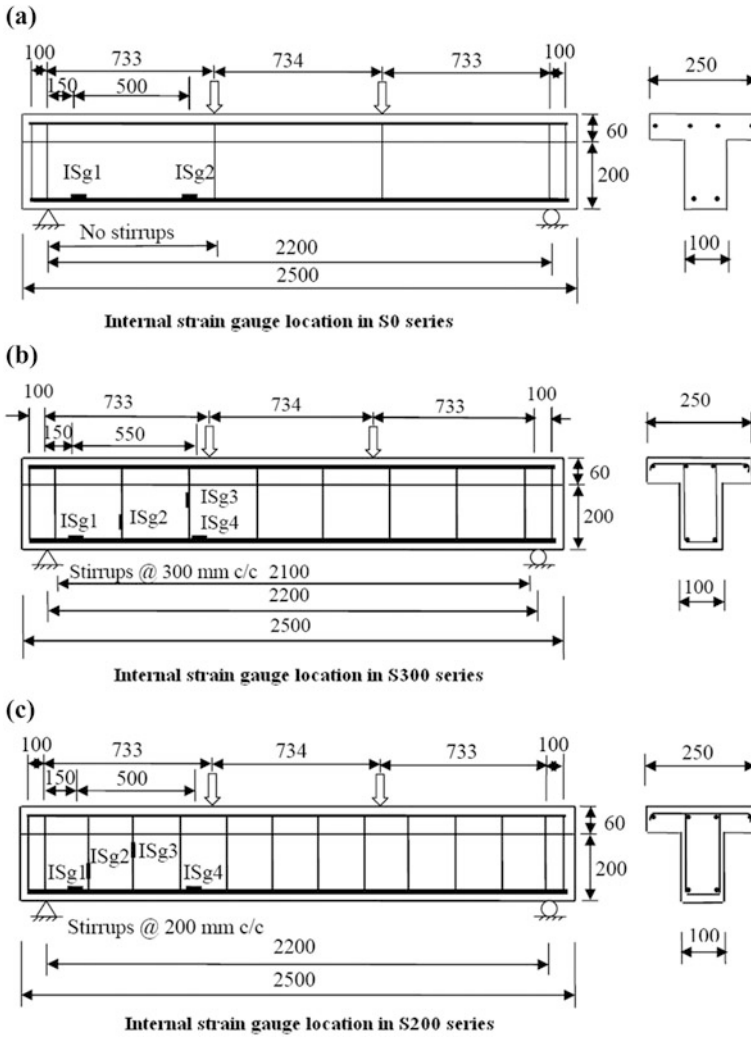 (a)
100
733
734
733
100
150
500
250
60
ISg1
ISg2
200
No stirrups
2200
100
2500
Internal strain gauge location in S0 series
(b)
100
733
734
733
100
150
550
250
60
ISg1
ISg2
ISg3
ISg4
200
Stirrups @ 300 mm c/c 2100
2200
100
2500
Internal strain gauge location in S300 series
(c)
100
733
734
733
100
150
500
250
60
ISg1
ISg2
ISg3
ISg4
200
Stirrups @ 200 mm c/c
2200
100
2500
Internal strain gauge location in S200 series